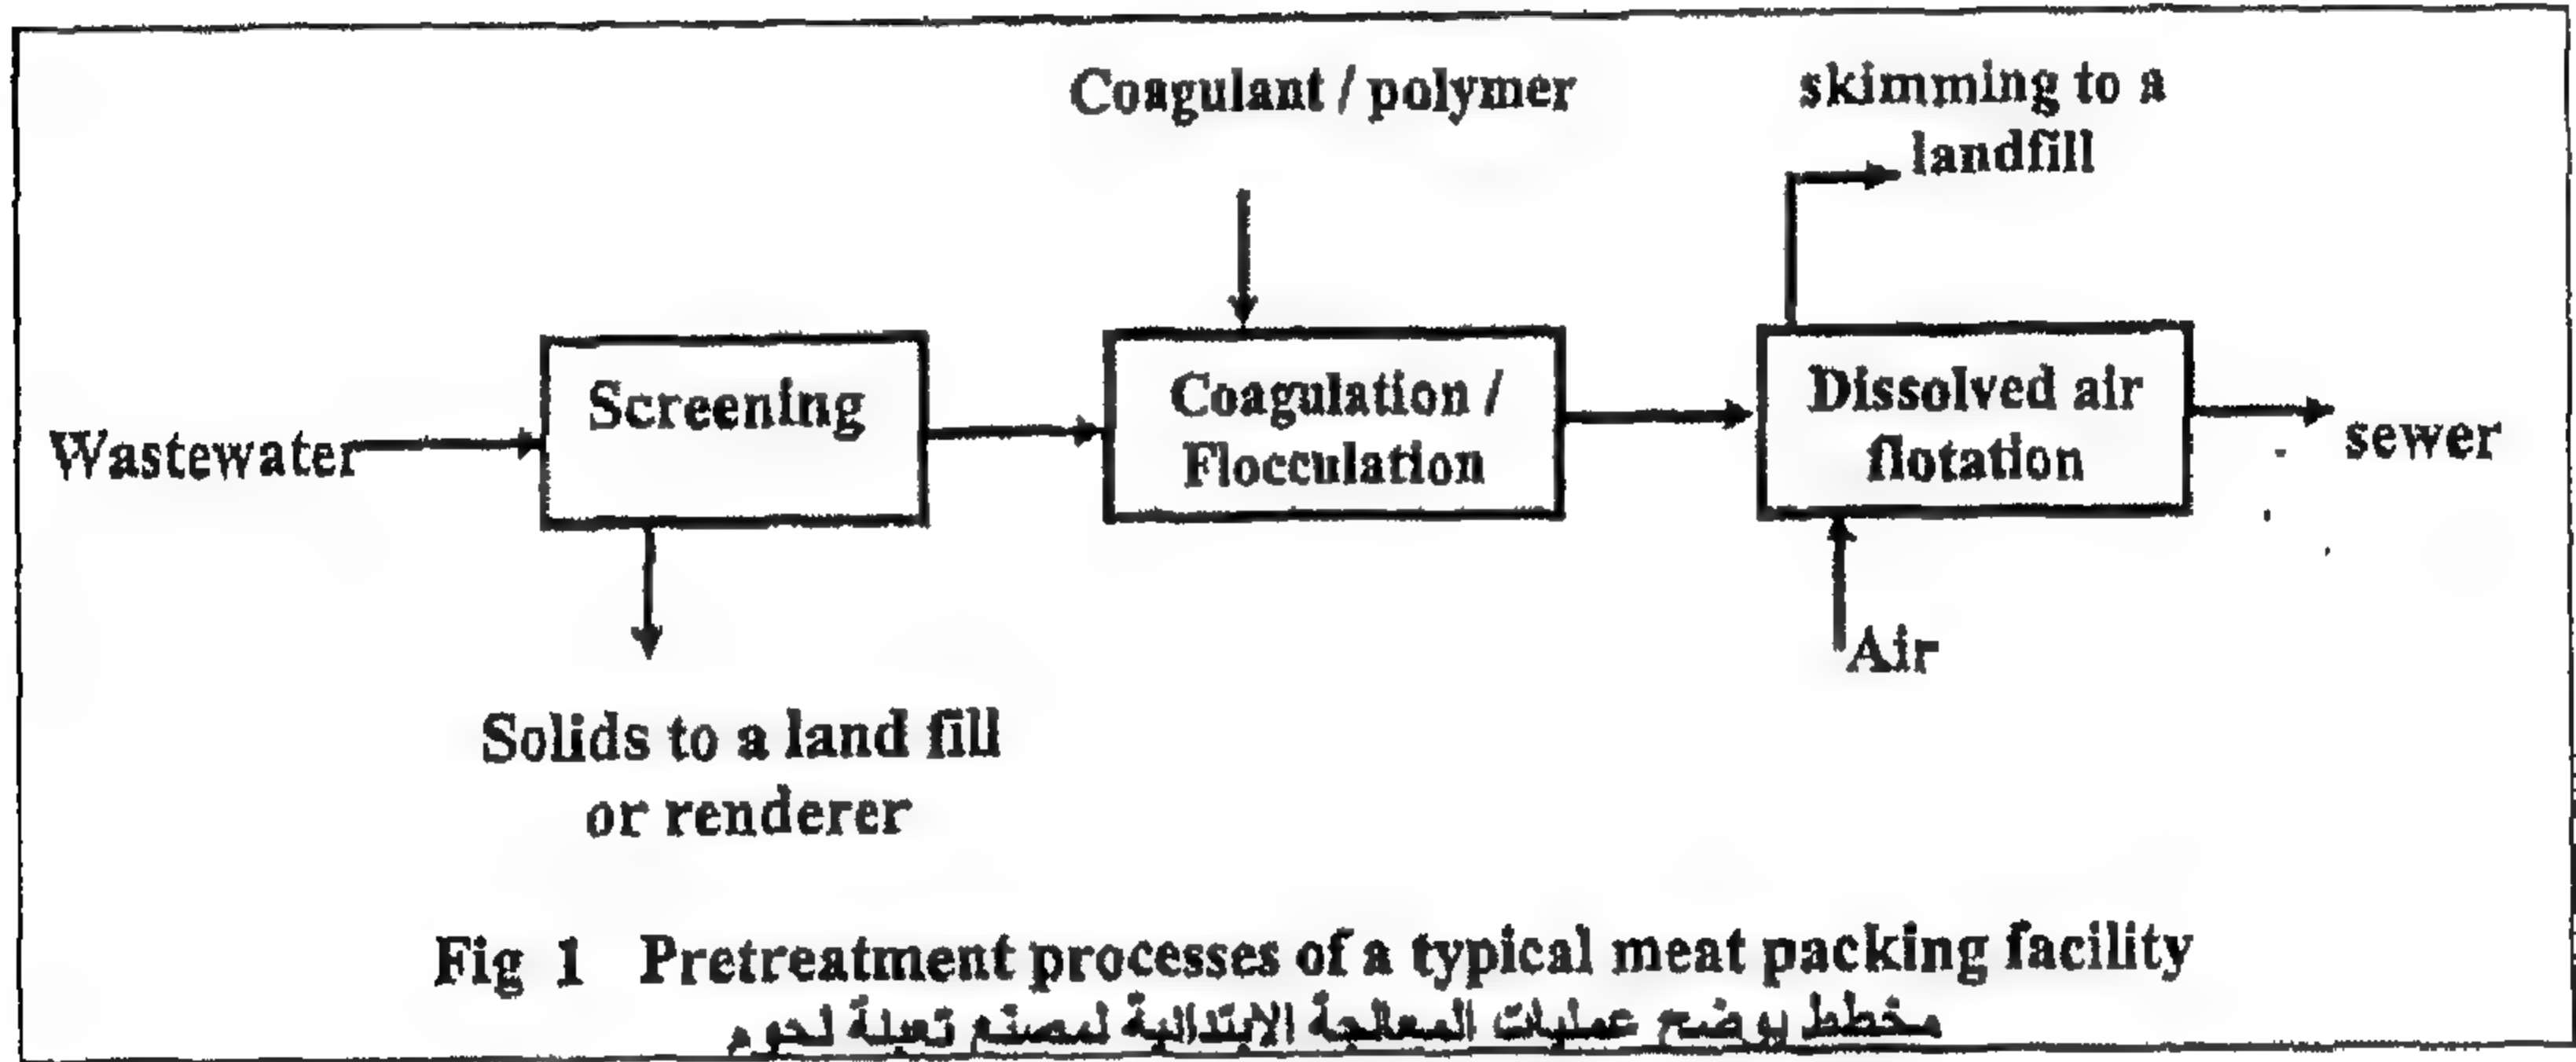 Coagulant / polymer
skimming to a
landfill
Wastewater
Screening
Coagulation /
Flocculation
Dissolved air
flotation
sewer
Air
Solids to a land fill
or renderer
Fig 1 Pretreatment processes of a typical meat packing facility
مخطط يوضح عمليات المعالجة الابتدائية لمصنع تعبئة لحوم